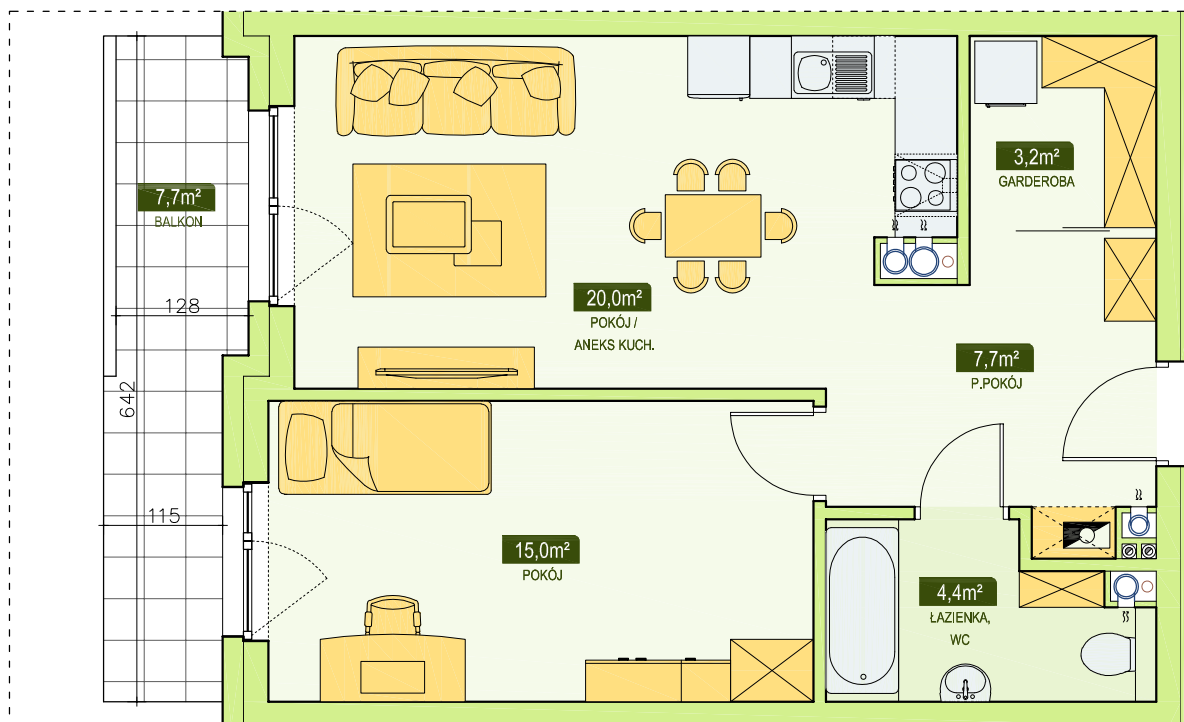 3,2m²
GARDEROBA
7,7m²
BALKON
20,0m²
POKÓJ /
ANEKS KUCH.
128
7,7m²
P.POKÓJ
642
115
15,0m²
POKÓJ
4,4m²
ŁAZIENKA,
WC